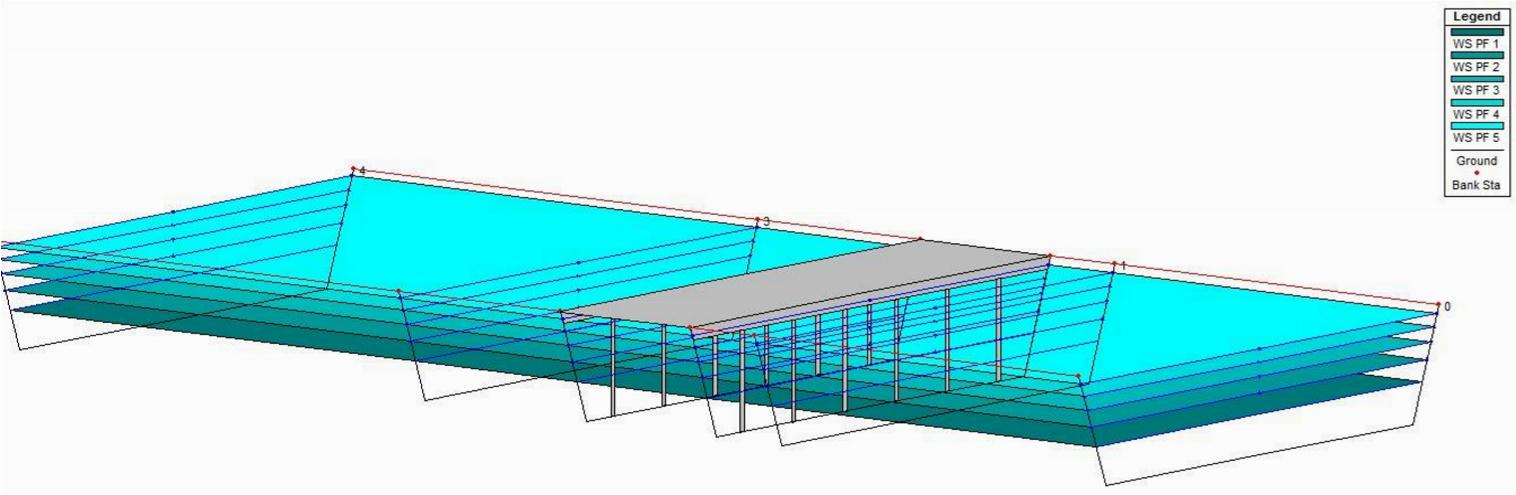 Legend
WS PF 1
WS PF 2
WS PF 3
WS PF 4
WS PF 5
Ground
Bank Sta
4
3
1
0